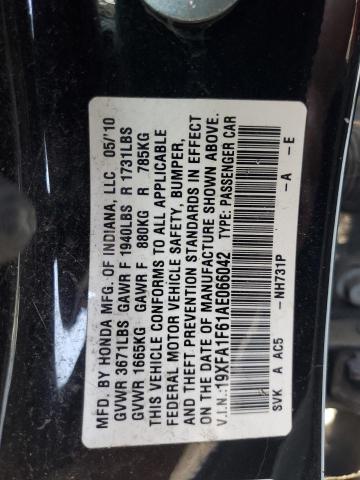 MFD. BY HONDA MFG. OF INDIANA, LLC 05/'10
GVWR 3671LBS GAWR F 1940LBS R 1731LBS
GVWR 1665KG GAWR F 880KG R 785KG
THIS VEHICLE CONFORMS TO ALL APPLICABLE
FEDERAL MOTOR VEHICLE SAFETY, BUMPER,
AND THEFT PREVENTION STANDARDS IN EFFECT
ON THE DATE OF MANUFACTURE SHOWN ABOVE.
V.I.N.:19XFA1F61AE066042 TYPE: PASSENGER CAR
-NH731P -A -E
SVK A AC5